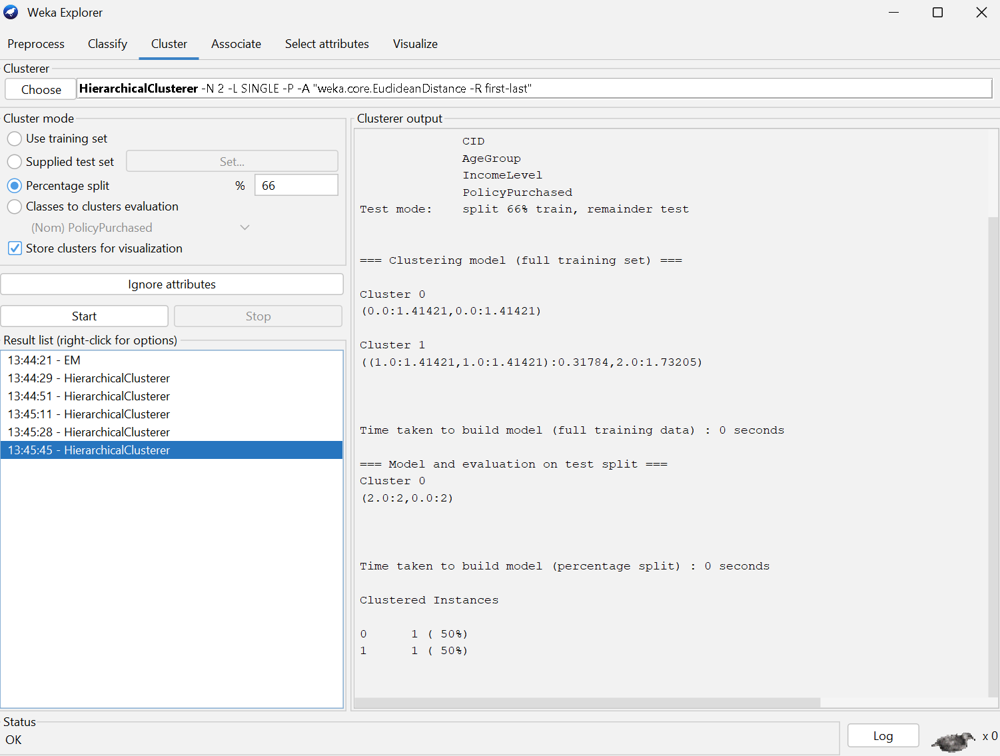 Weka Explorer
Preprocess Classify Cluster Associate Select attributes Visualize
Clusterer
Choose HierarchicalClusterer -N 2 -L SINGLE -P -A "weka.core.EuclideanDistance -R first-last"
Cluster mode
Use training set
Supplied test set Set...
Percentage split % 66
Classes to clusters evaluation
(Nom) PolicyPurchased
Store clusters for visualization
Ignore attributes
Start Stop
Result list (right-click for options)
13:44:21 - EM
13:44:29 - HierarchicalClusterer
13:44:51 - HierarchicalClusterer
13:45:11 - HierarchicalClusterer
13:45:28 - HierarchicalClusterer
13:45:45 - HierarchicalClusterer
Clusterer output
CID
AgeGroup
IncomeLevel
PolicyPurchased
Test mode: split 66% train, remainder test
=== Clustering model (full training set) ===
Cluster 0
(0.0:1.41421,0.0:1.41421)
Cluster 1
((1.0:1.41421,1.0:1.41421):0.31784,2.0:1.73205)
Time taken to build model (full training data) : 0 seconds
=== Model and evaluation on test split ===
Cluster 0
(2.0:2,0.0:2)
Time taken to build model (percentage split) : 0 seconds
Clustered Instances
0 1 ( 50%)
1 1 ( 50%)
Status
OK
Log
x 0